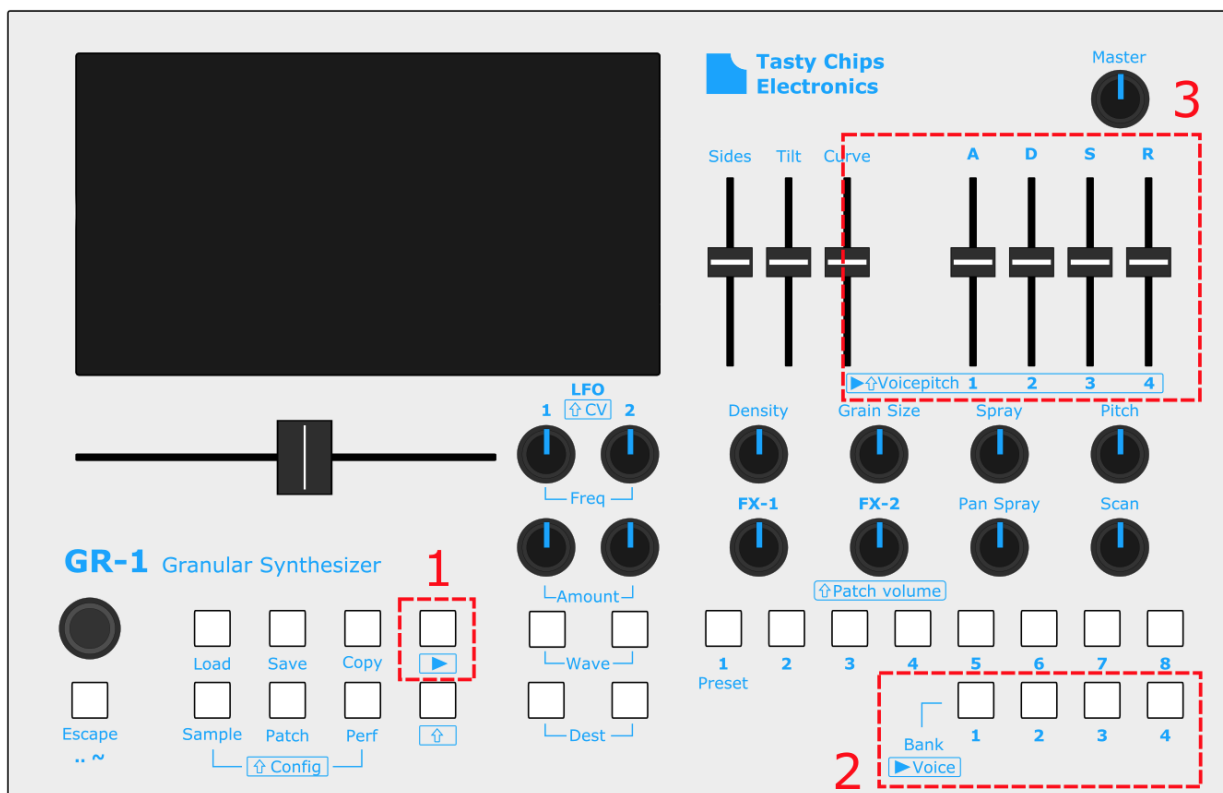 Tasty Chips
Electronics
Master
3
Sides Tilt Curve A D S R
▶⇧Voicepitch 1 2 3 4
LFO
1 ⇧CV 2
Density Grain Size Spray Pitch
Freq
FX-1 FX-2 Pan Spray Scan
GR-1 Granular Synthesizer
1
Amount
⇧Patch volume
Load Save Copy ▶
Wave
1 2 3 4 5 6 7 8
Preset
Escape Sample Patch Perf ⇧
.. ~
⇧ Config
Dest
Bank 1 2 3 4
▶Voice
2